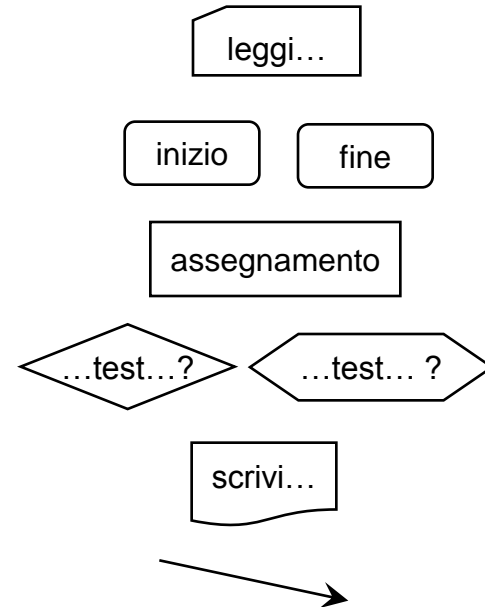 leggi…
inizio fine
assegnamento
…test…? …test… ?
scrivi…